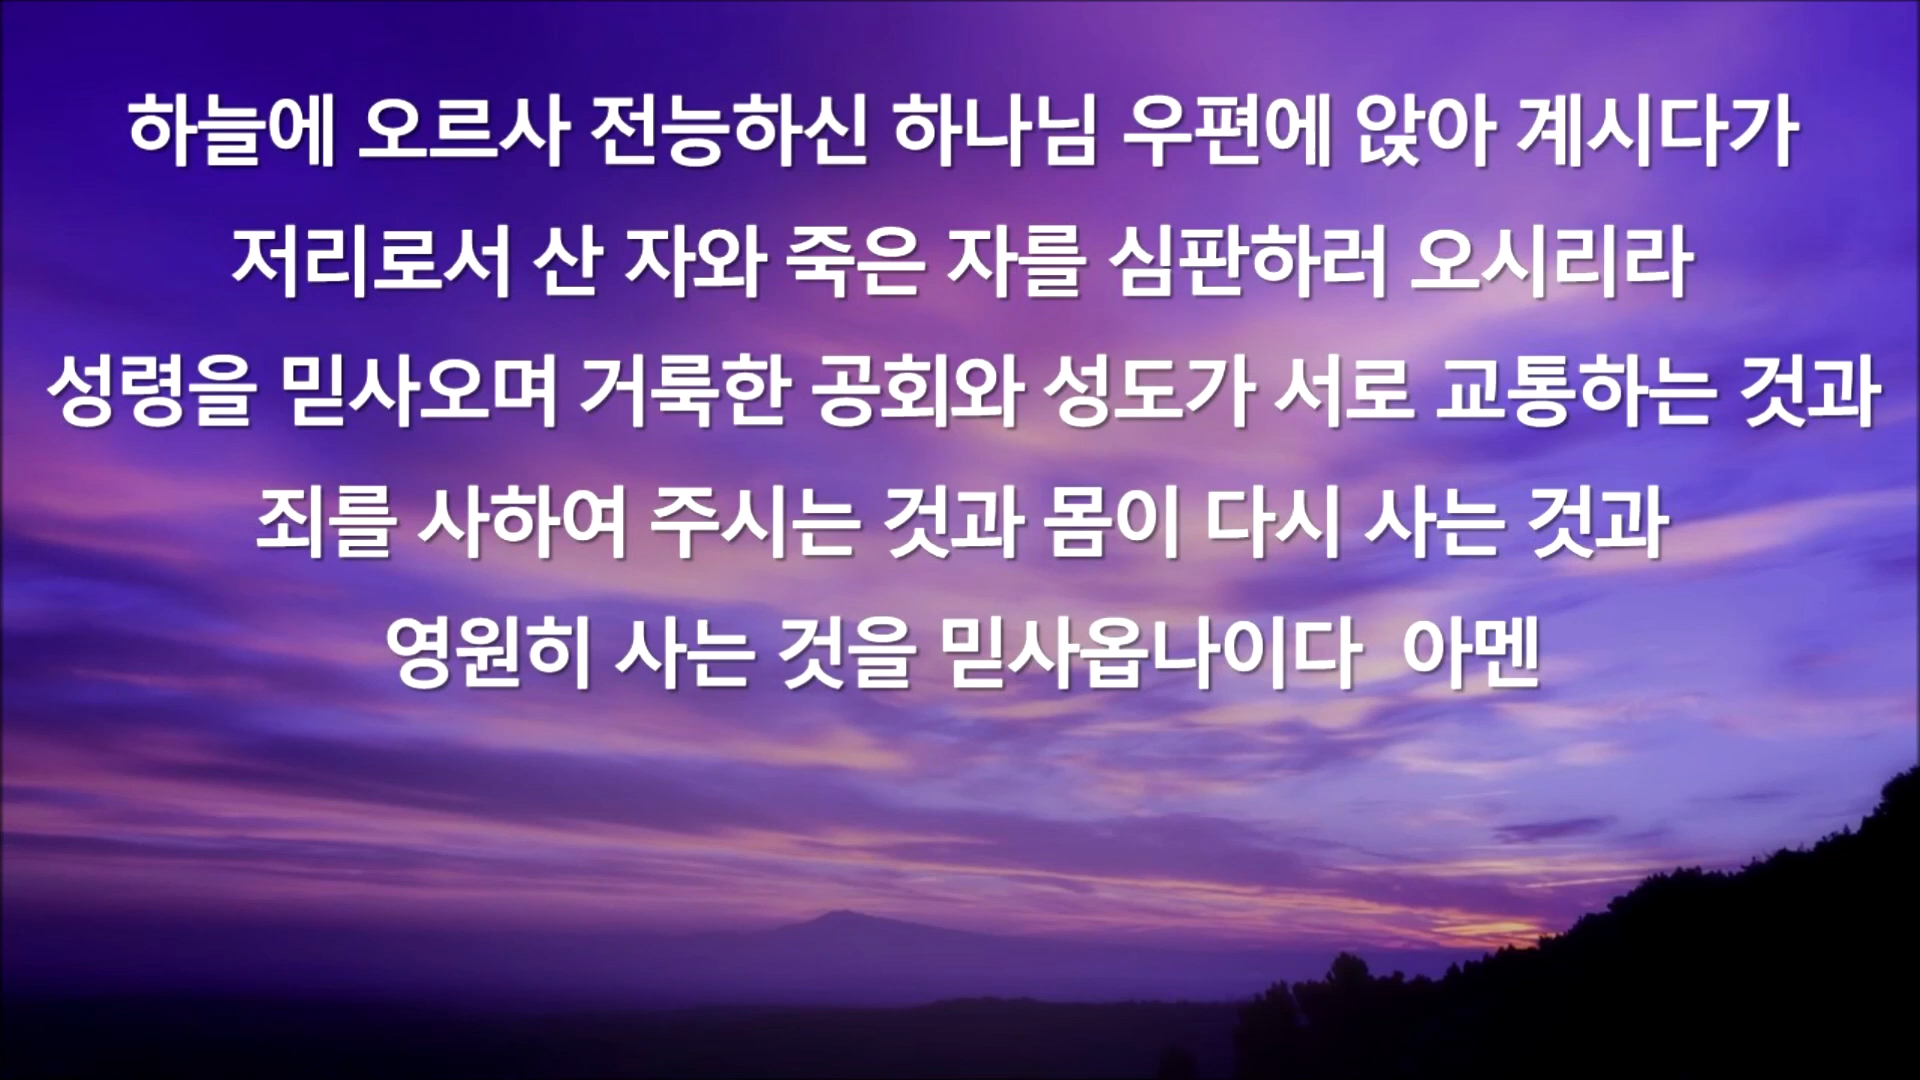 하늘에 오르사 전능하신 하나님 우편에 앉아 계시다가
저리로서 산 자와 죽은 자를 심판하러 오시리라
성령을 믿사오며 거룩한 공회와 성도가 서로 교통하는 것과
죄를 사하여 주시는 것과 몸이 다시 사는 것과
영원히 사는 것을 믿사옵나이다 아멘